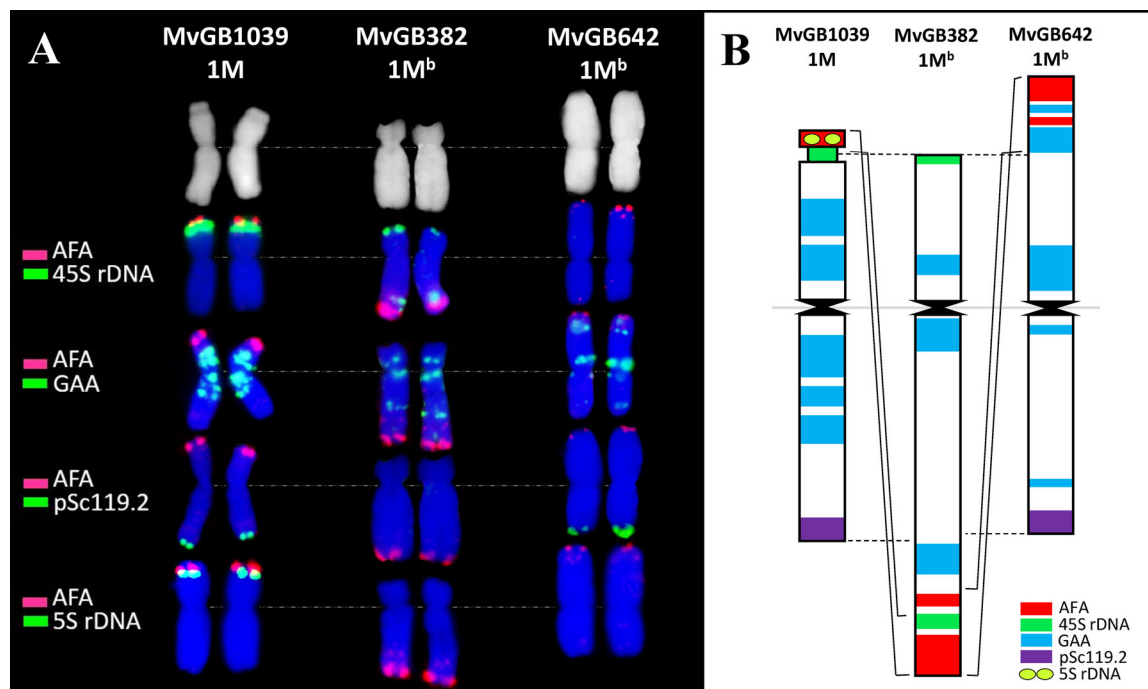 A
MvGB1039
1M
MvGB382
1Mᵇ
MvGB642
1Mᵇ
AFA
45S rDNA
AFA
GAA
AFA
pSc119.2
AFA
5S rDNA
B
MvGB1039
1M
MvGB382
1Mᵇ
MvGB642
1Mᵇ
AFA
45S rDNA
GAA
pSc119.2
5S rDNA